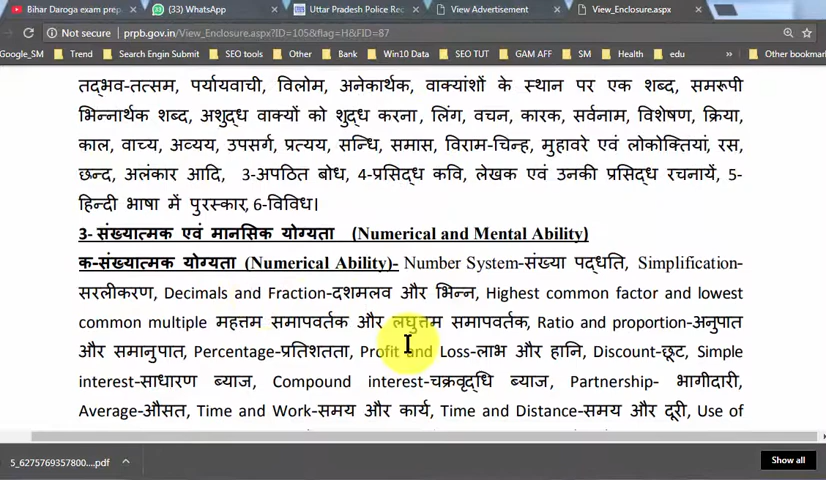 Bihar Daroga exam prep
(33) WhatsApp
Uttar Pradesh Police Rec
View Advertisement
View_Enclosure.aspx
Not secure prpb.gov.in/View_Enclosure.aspx?ID=105&flag=H&FID=87
Google_SM Trend Search Engin Submit SEO tools Other Bank Win10 Data SEO TUT GAM AFF SM Health edu » Other bookmar
तद्भव-तत्सम, पर्यायवाची, विलोम, अनेकार्थक, वाक्यांशों के स्थान पर एक शब्द, समरूपी
भिन्नार्थक शब्द, अशुद्ध वाक्यों को शुद्ध करना, लिंग, वचन, कारक, सर्वनाम, विशेषण, क्रिया,
काल, वाच्य, अव्यय, उपसर्ग, प्रत्यय, सन्धि, समास, विराम-चिन्ह, मुहावरे एवं लोकोक्तियां, रस,
छन्द, अलंकार आदि, 3-अपठित बोध, 4-प्रसिद्ध कवि, लेखक एवं उनकी प्रसिद्ध रचनायें, 5-
हिन्दी भाषा में पुरस्कार, 6-विविध।
3- संख्यात्मक एवं मानसिक योग्यता (Numerical and Mental Ability)
क-संख्यात्मक योग्यता (Numerical Ability)- Number System-संख्या पद्धति, Simplification-
सरलीकरण, Decimals and Fraction-दशमलव और भिन्न, Highest common factor and lowest
common multiple महत्तम समापवर्तक और लघुत्तम समापवर्तक, Ratio and proportion-अनुपात
और समानुपात, Percentage-प्रतिशतता, Profit and Loss-लाभ और हानि, Discount-छूट, Simple
interest-साधारण ब्याज, Compound interest-चक्रवृद्धि ब्याज, Partnership- भागीदारी,
Average-औसत, Time and Work-समय और कार्य, Time and Distance-समय और दूरी, Use of
5_6275769357800....pdf
Show all